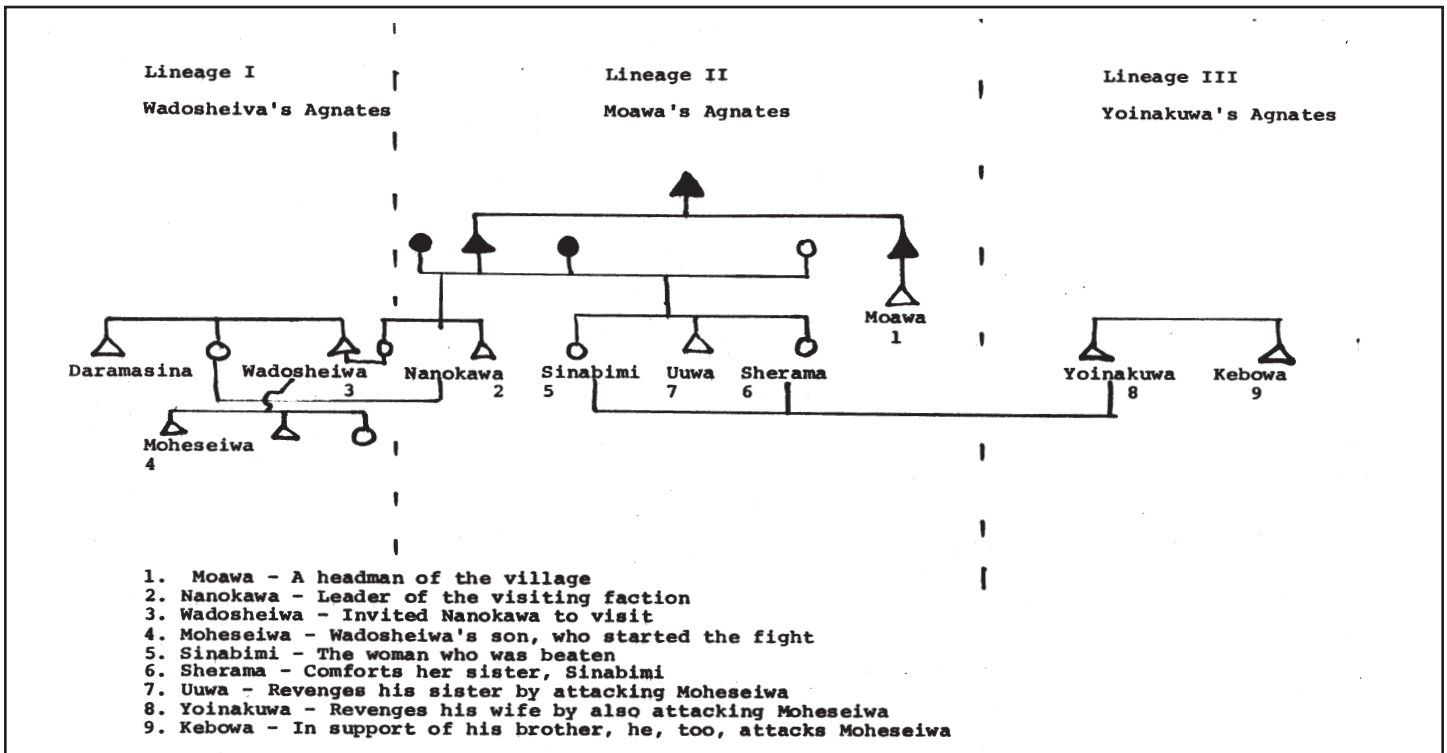 Lineage I
Wadosheiva's Agnates
Lineage II
Moawa's Agnates
Lineage III
Yoinakuwa's Agnates
Moawa
1
Daramasina
Wadosheiwa
3
Nanokawa
2
Sinabimi
5
Uuwa
7
Sherama
6
Yoinakuwa
8
Kebowa
9
Moheseiwa
4
1. Moawa - A headman of the village
2. Nanokawa - Leader of the visiting faction
3. Wadosheiwa - Invited Nanokawa to visit
4. Moheseiwa - Wadosheiwa's son, who started the fight
5. Sinabimi - The woman who was beaten
6. Sherama - Comforts her sister, Sinabimi
7. Uuwa - Revenges his sister by attacking Moheseiwa
8. Yoinakuwa - Revenges his wife by also attacking Moheseiwa
9. Kebowa - In support of his brother, he, too, attacks Moheseiwa